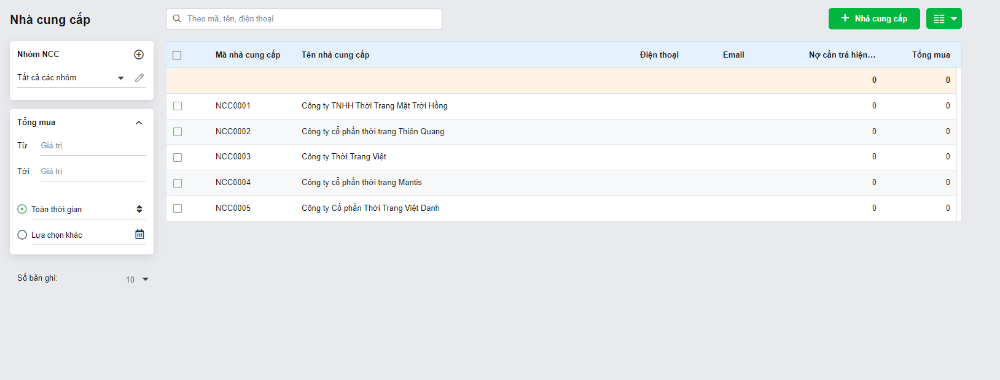 Nhà cung cấp
Theo mã, tên, điện thoại
Nhà cung cấp
Nhóm NCC
Tất cả các nhóm
Tổng mua
Từ Giá trị
Tới Giá trị
Toàn thời gian
Lựa chọn khác
Số bản ghi: 10
Mã nhà cung cấp Tên nhà cung cấp Điện thoại Email Nợ cần trả hiện... Tổng mua
0 0
NCC0001 Công ty TNHH Thời Trang Mặt Trời Hồng 0 0
NCC0002 Công ty cổ phần thời trang Thiên Quang 0 0
NCC0003 Công ty Thời Trang Việt 0 0
NCC0004 Công ty cổ phần thời trang Mantis 0 0
NCC0005 Công ty Cổ phần Thời Trang Việt Danh 0 0